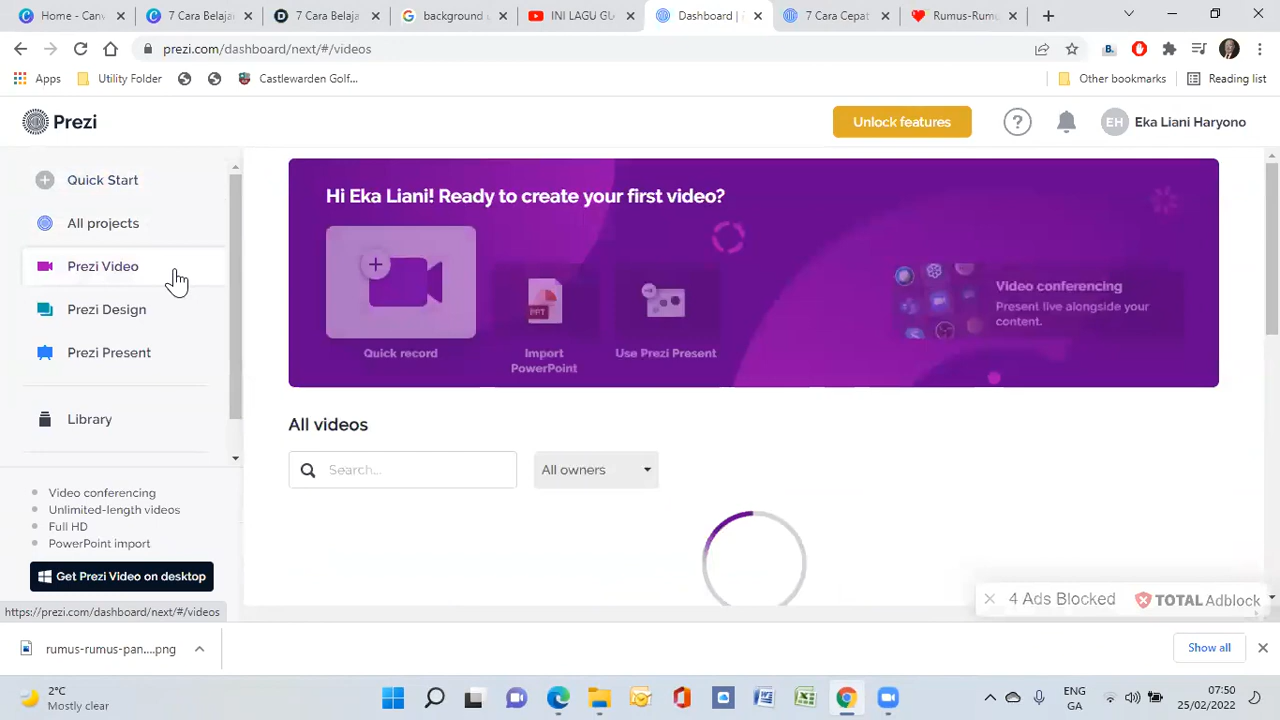 Home - C
7 Cara Belaja
7 Cara Bela
background
INI LAGU GU
Dashboard |
7 Cara Cepat
Rumus-Rum
prezi.com/dashboard/next/#/videos
Apps
Utility Folder
Castlewarden Golf...
Other bookmarks
Reading list
Prezi
Unlock features
EH
Eka Liani Haryono
Quick Start
All projects
Prezi Video
Prezi Design
Prezi Present
Library
Video conferencing
Unlimited-length videos
Full HD
PowerPoint import
Get Prezi Video on desktop
https://prezi.com/dashboard/next/#/videos
Hi Eka Liani! Ready to create your first video?
Quick record
PPT
Import
PowerPoint
Use Prezi Present
Video conferencing
Present live alongside your
content.
All videos
Search...
All owners
4 Ads Blocked
TOTAL Adblock
rumus-rumus-pan....png
Show all
2°C
Mostly clear
ENG
GA
07:50
25/02/2022